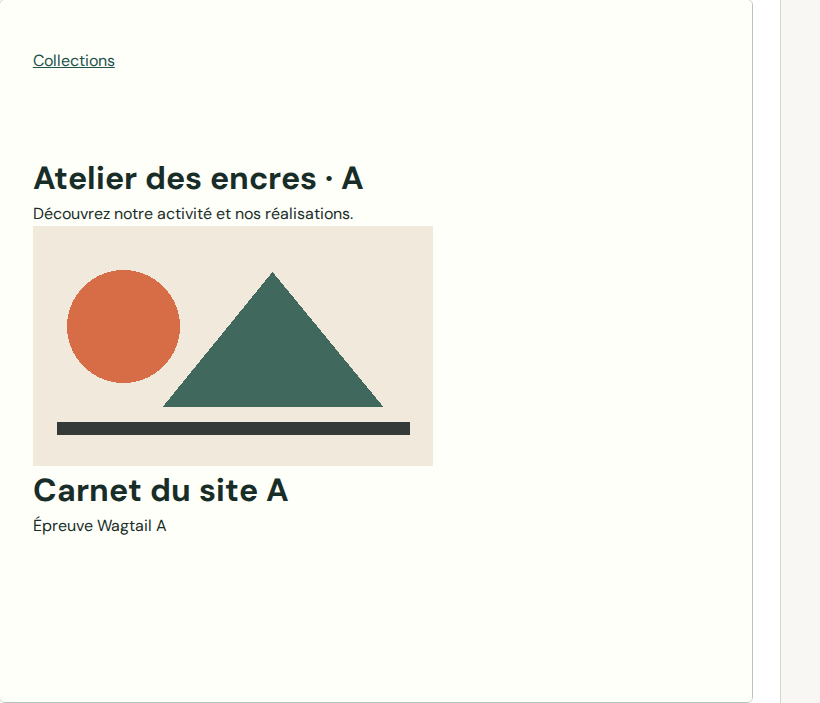 Collections
Atelier des encres · A
Découvrez notre activité et nos réalisations.
Carnet du site A
Épreuve Wagtail A